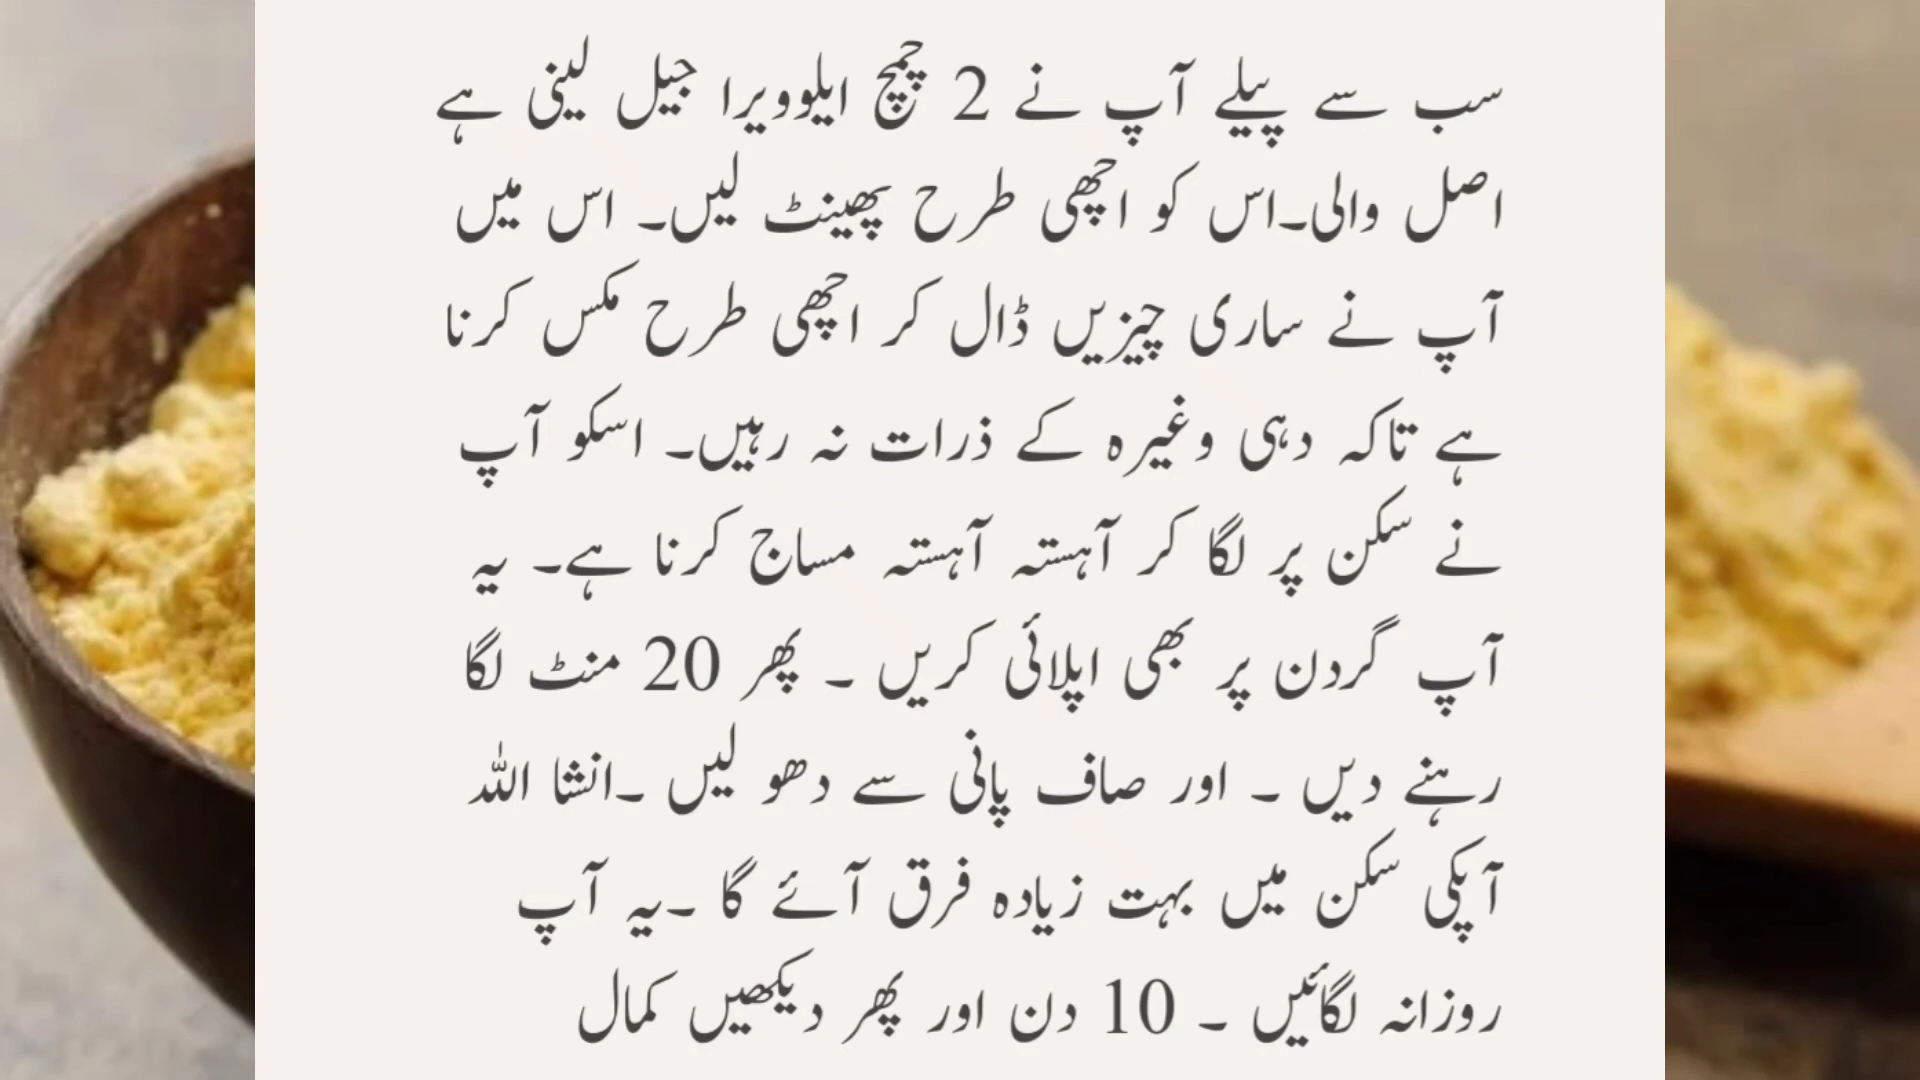 سب سے پہلے آپ نے 2 چمچ ایلوویرا جیل لینی ہے
اصل والی۔اس کو اچھی طرح پھینٹ لیں۔ اس میں
آپ نے ساری چیزیں ڈال کر اچھی طرح مکس کرنا
ہے تاکہ دہی وغیرہ کے ذرات نہ رہیں۔ اسکو آپ
نے سکن پر لگا کر آہستہ آہستہ مساج کرنا ہے۔ یہ
آپ گردن پر بھی اپلائی کریں ۔ پھر 20 منٹ لگا
رہنے دیں ۔ اور صاف پانی سے دھو لیں ۔انشا اللہ
آپکی سکن میں بہت زیادہ فرق آئے گا ۔یہ آپ
روزانہ لگائیں ۔ 10 دن اور پھر دیکھیں کمال